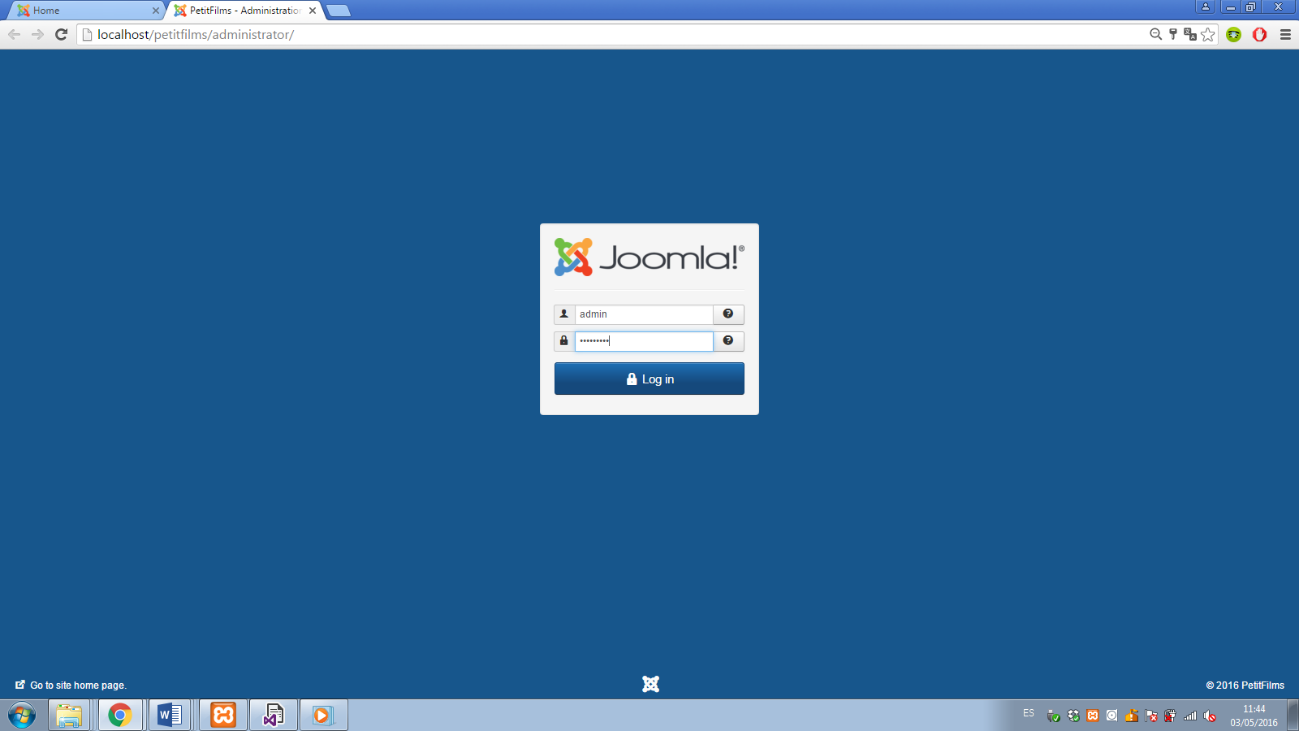 Home
PetitFilms - Administration
localhost/petitfilms/administrator/
Joomla!®
admin
•••••••••
Log in
Go to site home page.
© 2016 PetitFilms
ES
11:44
03/05/2016